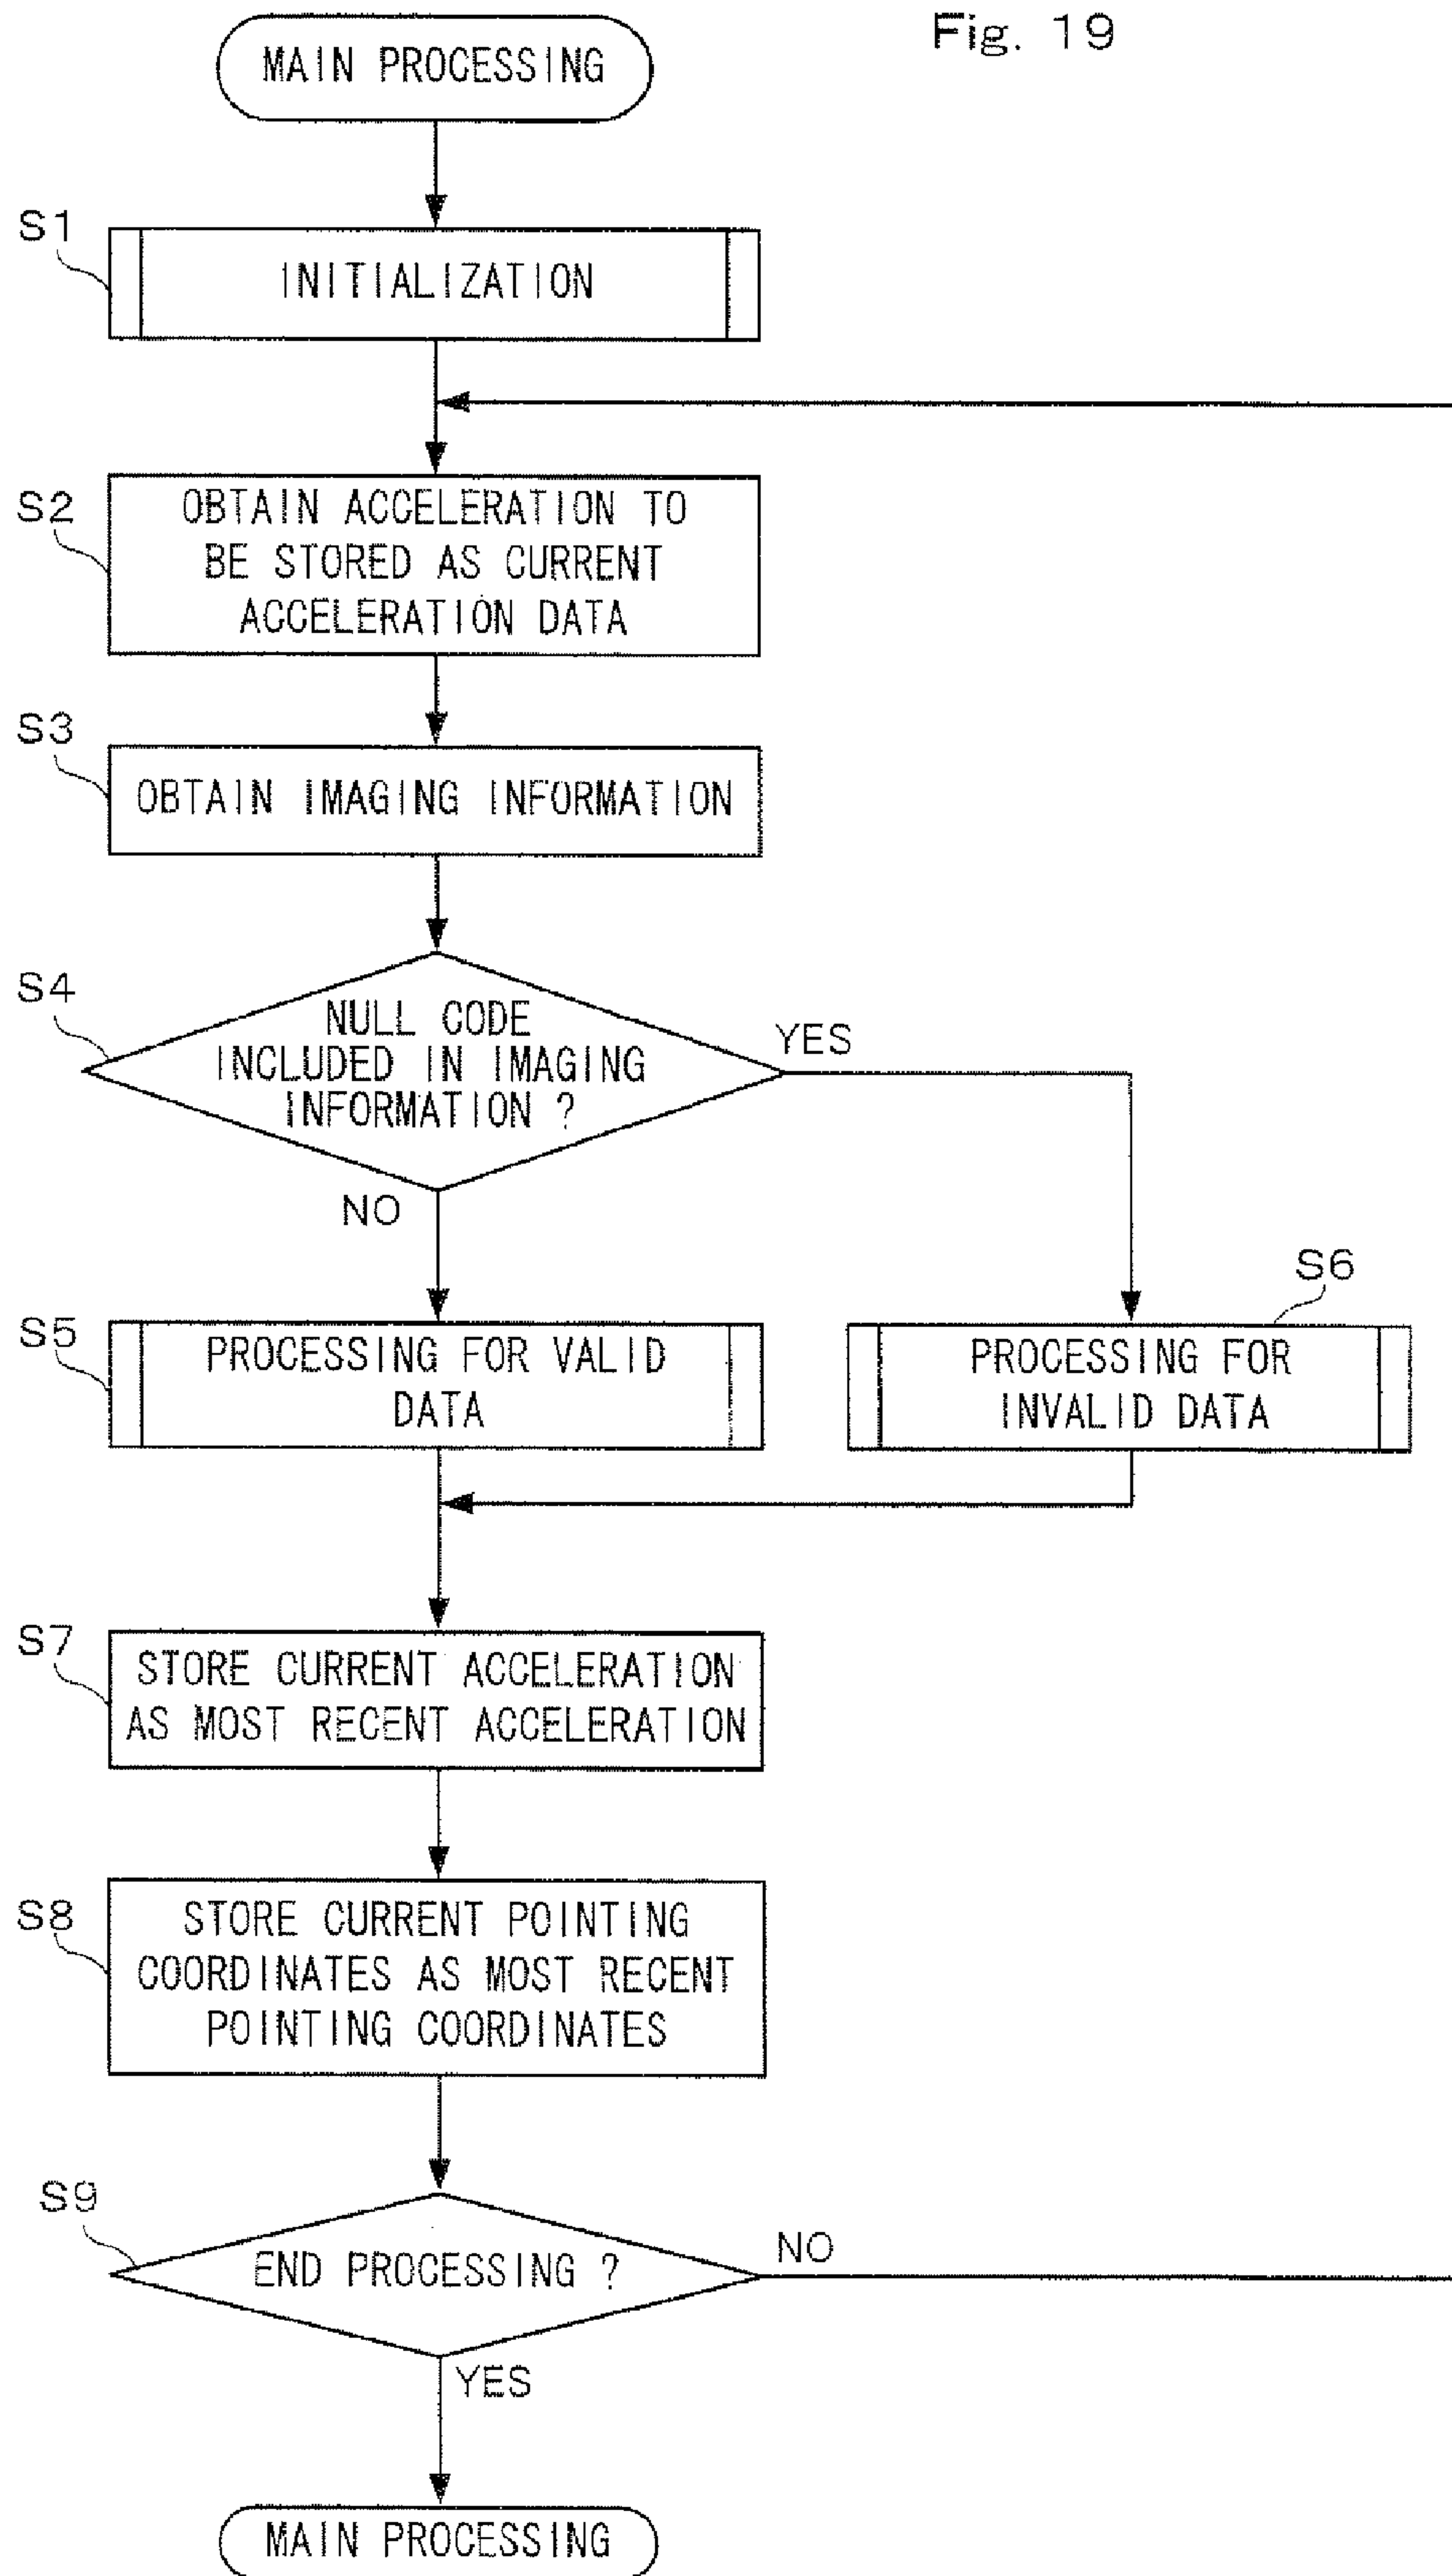 Fig. 19
MAIN PROCESSING
S1
INITIALIZATION
S2
OBTAIN ACCELERATION TO
BE STORED AS CURRENT
ACCELERATION DATA
S3
OBTAIN IMAGING INFORMATION
S4
NULL CODE
INCLUDED IN IMAGING
INFORMATION ?
YES
NO
S5
PROCESSING FOR VALID
DATA
S6
PROCESSING FOR
INVALID DATA
S7
STORE CURRENT ACCELERATION
AS MOST RECENT ACCELERATION
S8
STORE CURRENT POINTING
COORDINATES AS MOST RECENT
POINTING COORDINATES
S9
END PROCESSING ?
NO
YES
MAIN PROCESSING